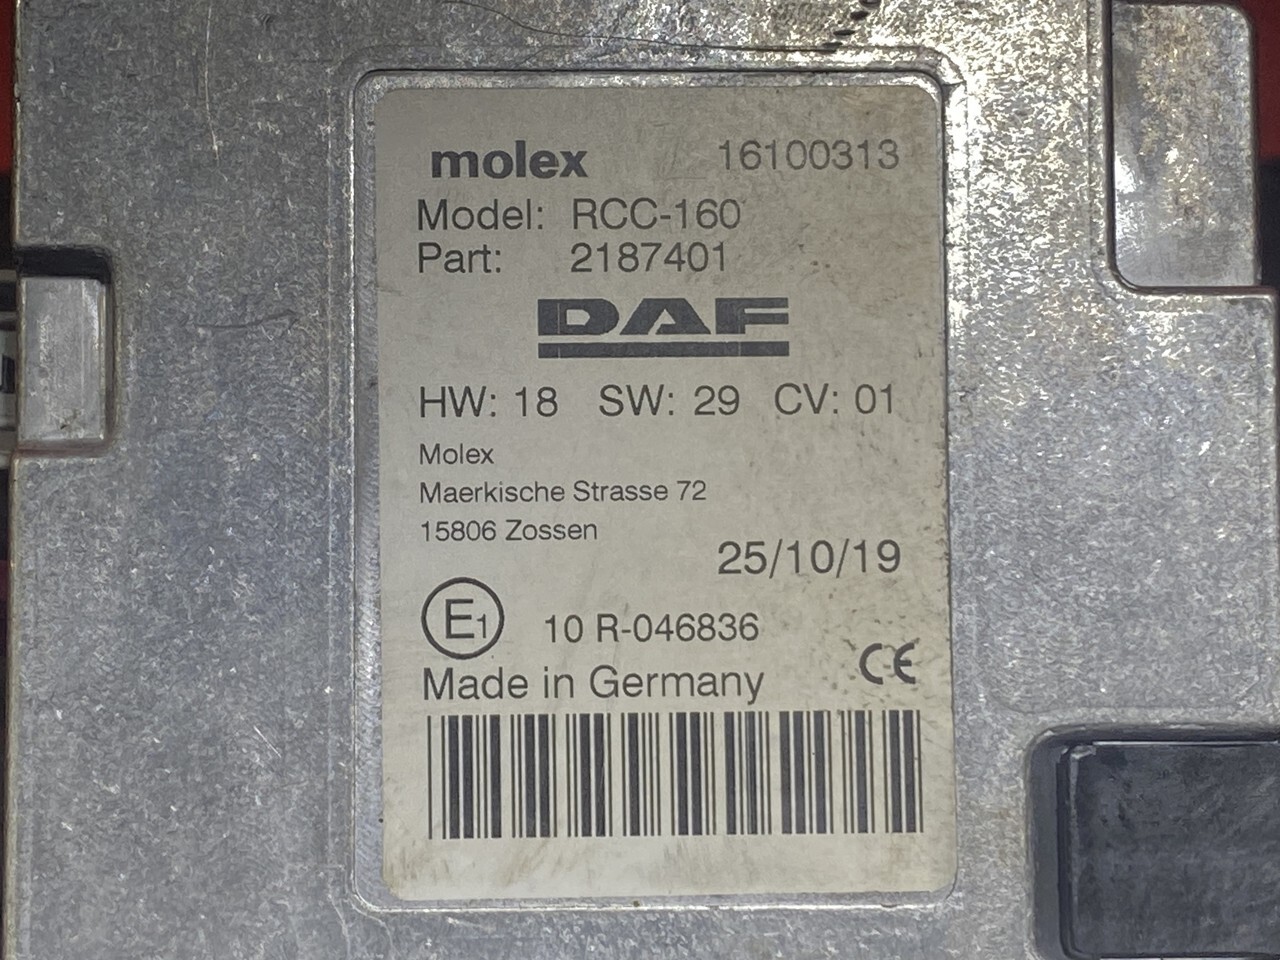 molex 16100313
Model: RCC-160
Part: 2187401
DAF
HW: 18 SW: 29 CV: 01
Molex
Maerkische Strasse 72
15806 Zossen
25/10/19
E1 10 R-046836
CE
Made in Germany